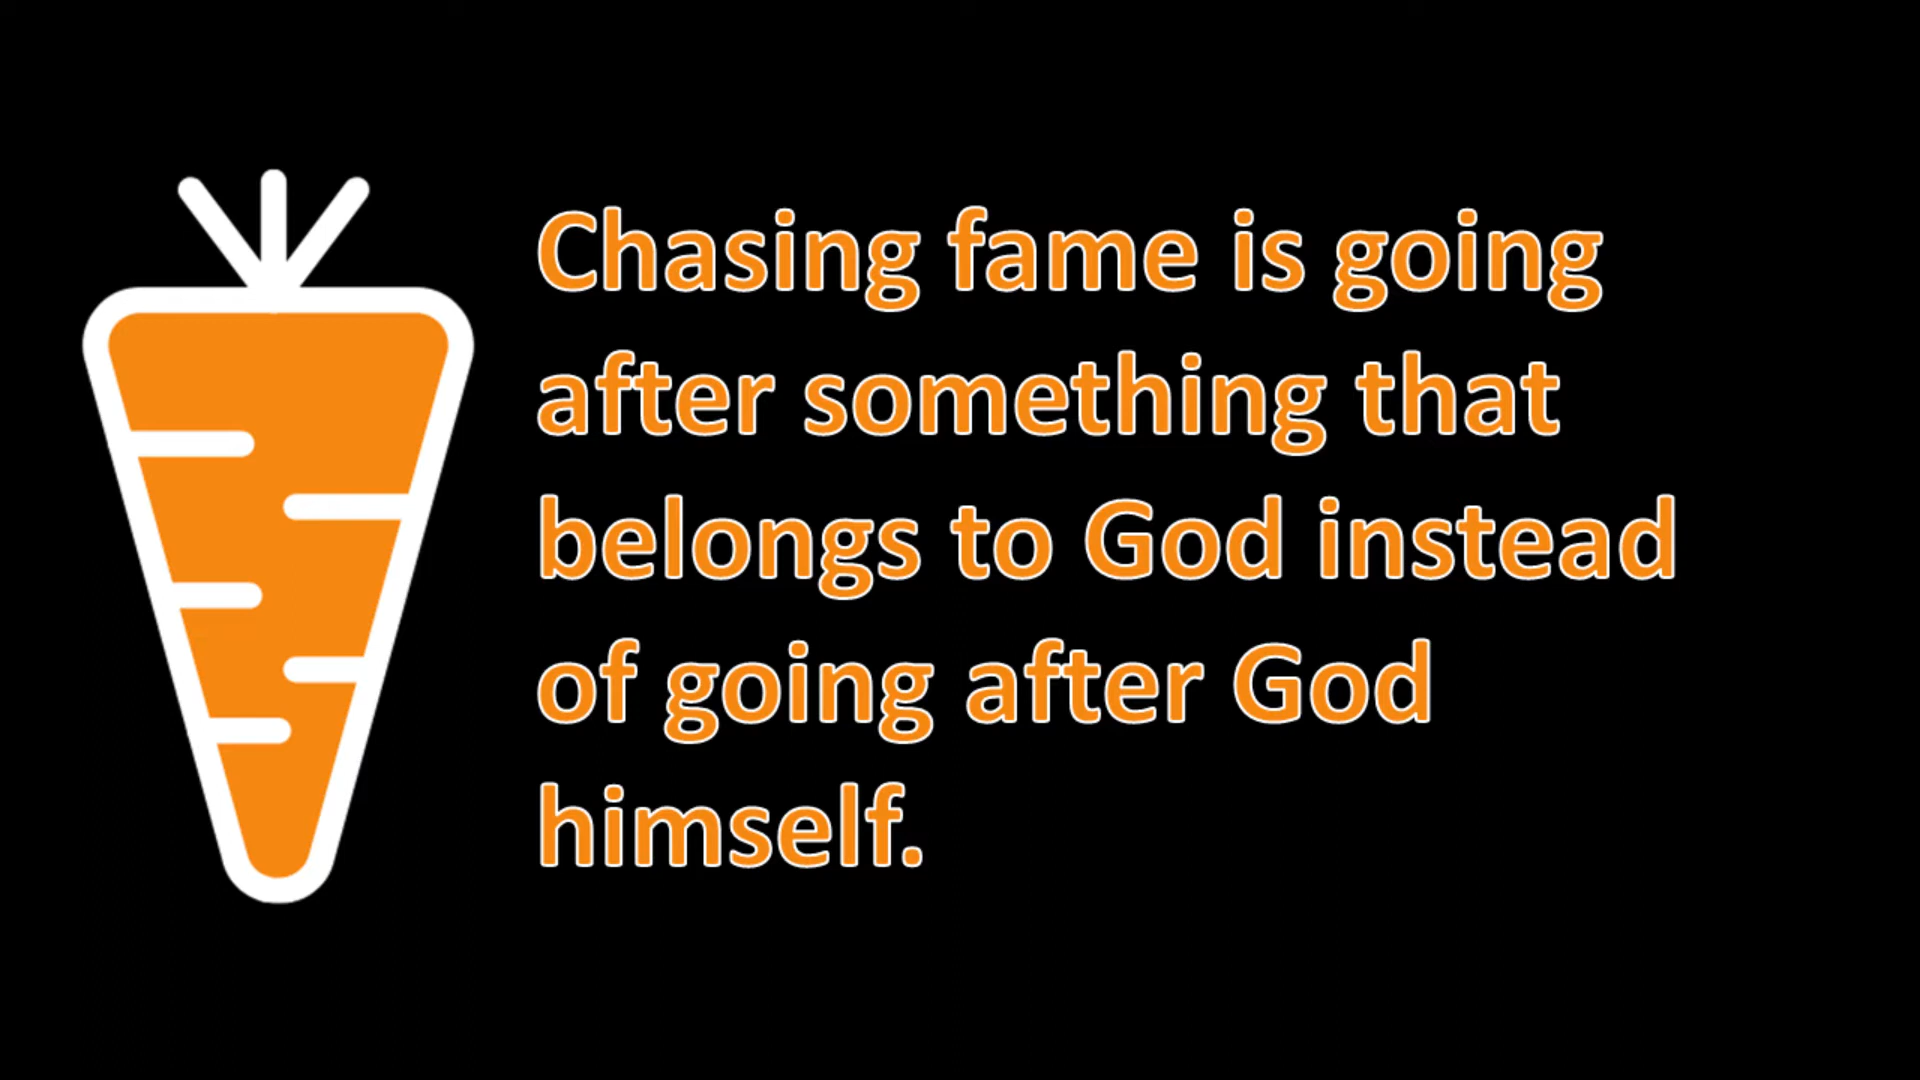 Chasing fame is going
after something that
belongs to God instead
of going after God
himself.